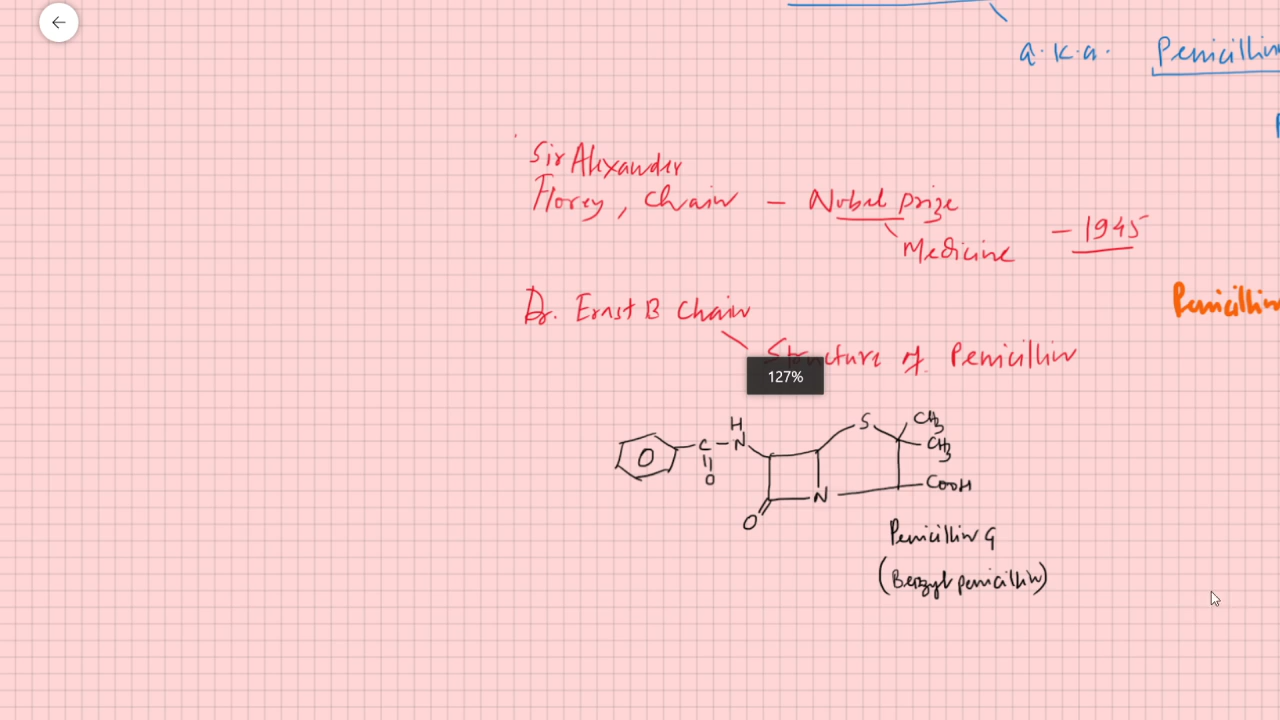 a.k.a. Penicillin
Sir Alexander
Florey, Chain – Nobel Prize
Medicine – 1945
Penicillin
Dr. Ernst B Chain
Structure of Penicillin
127%
H
C – N
O
S
CH3
CH3
COOH
N
O
Penicillin G
(Benzyl penicillin)